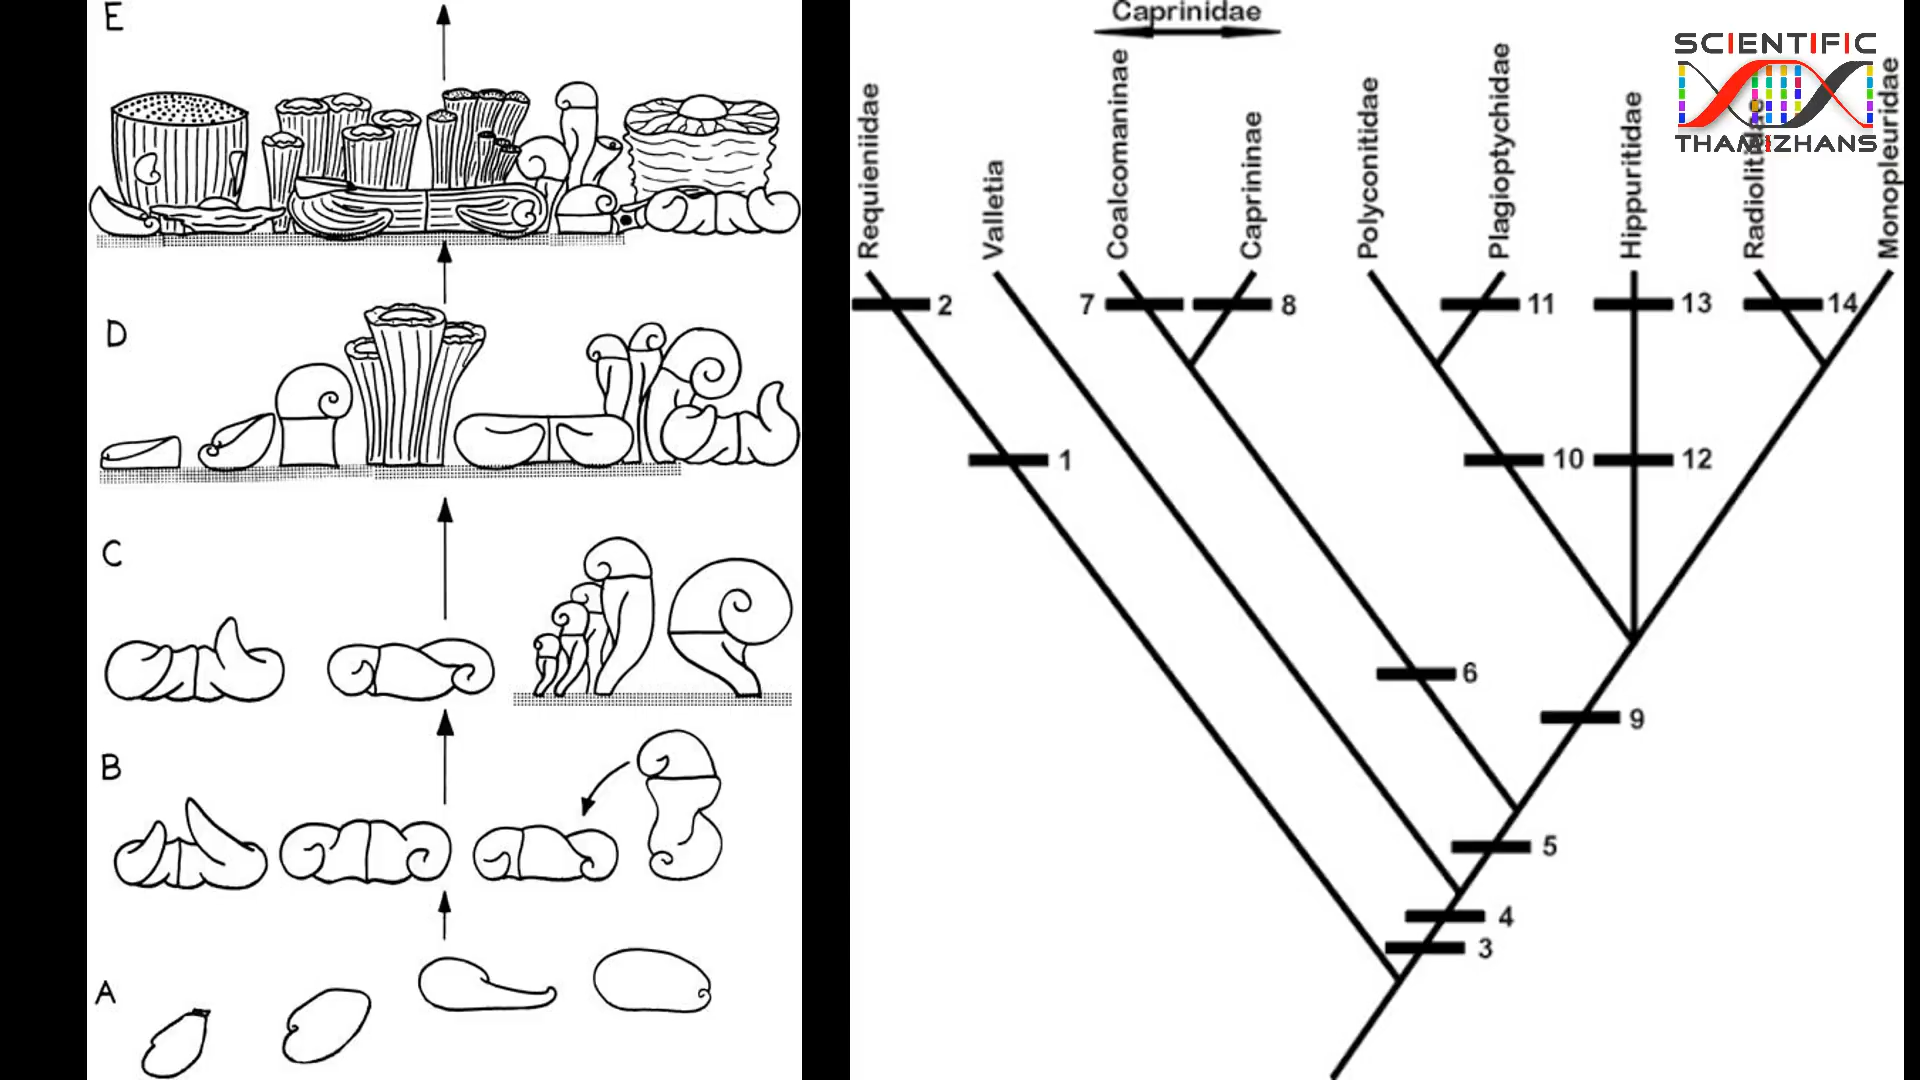 E
D
C
B
A
Caprinidae
Requieniidae
Valletia
Coalcomaninae
Caprininae
Polyconitidae
Plagioptychidae
Hippuritidae
Monopleuridae
SCIENTIFIC
THAMIZHANS
2
7
8
11
13
14
1
10
12
6
9
5
4
3